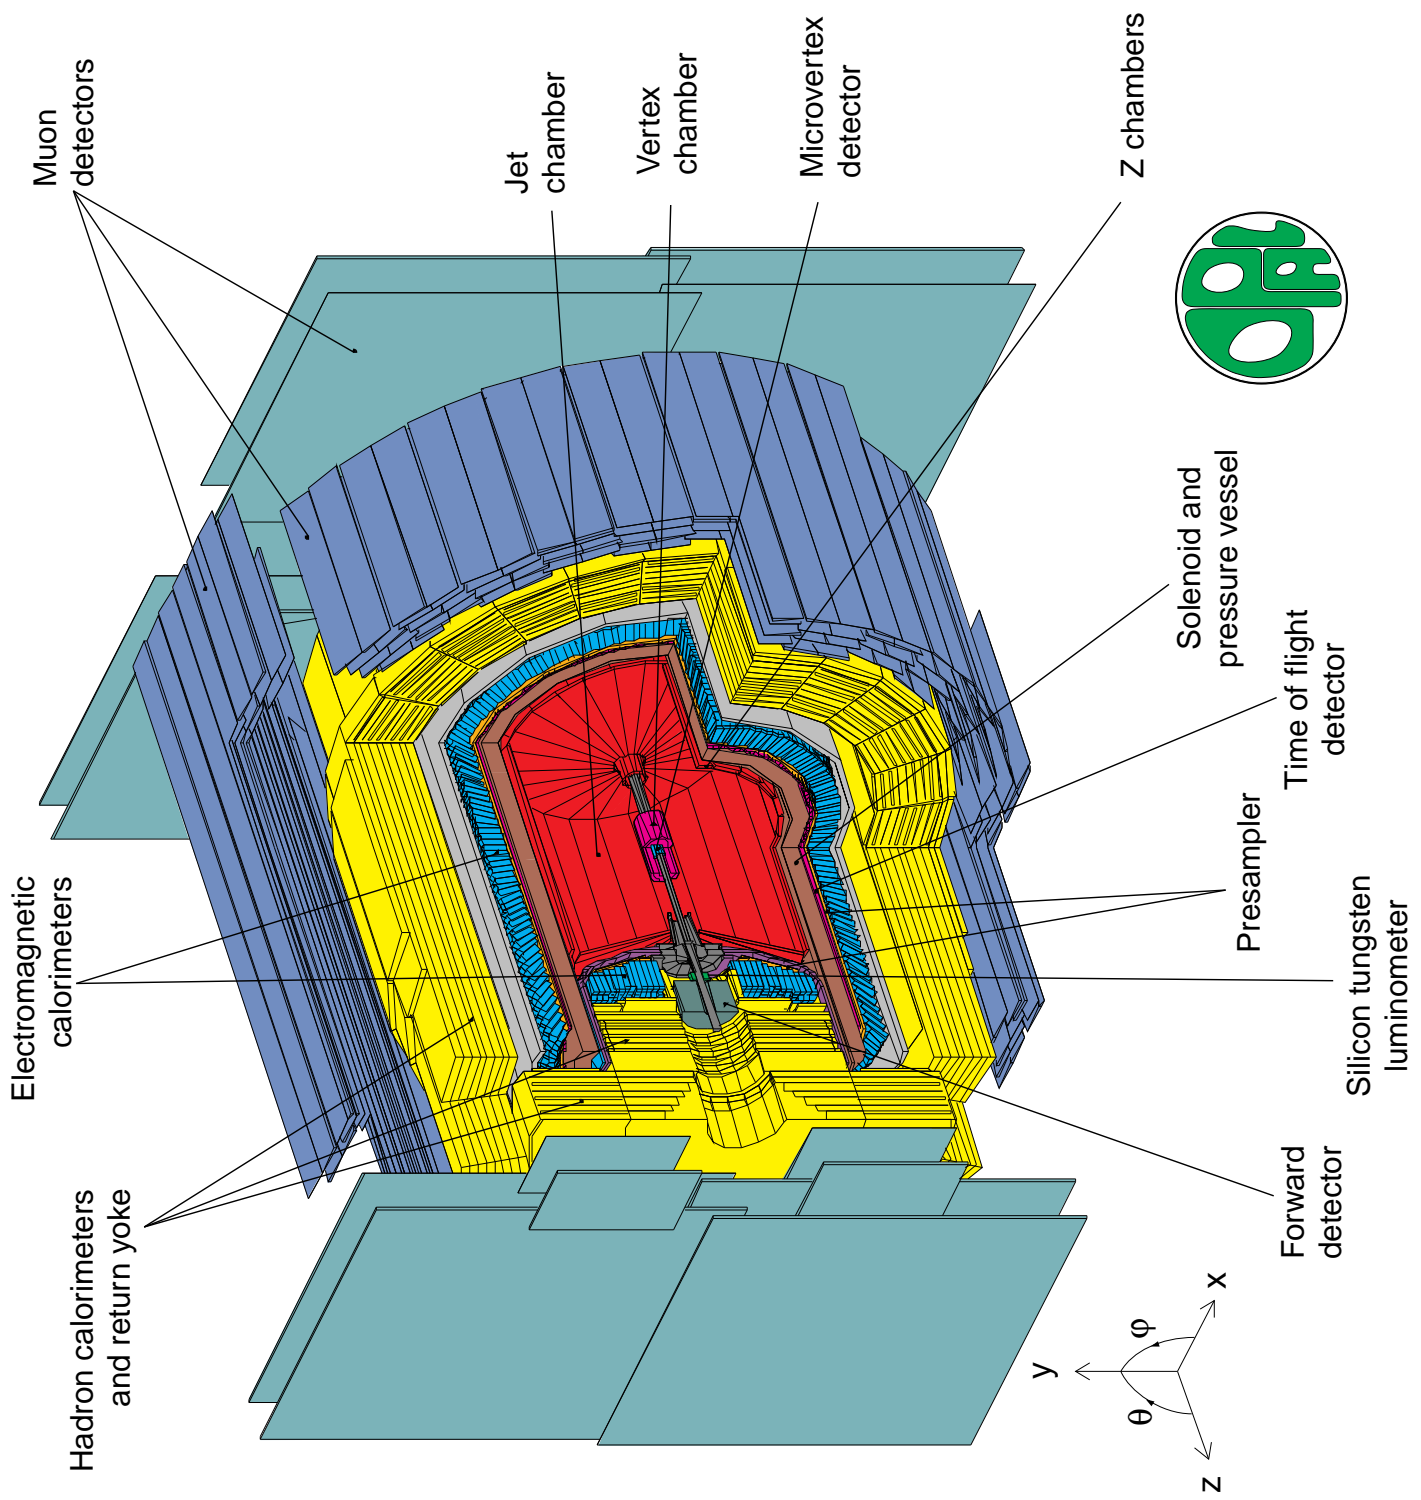 Muon
detectors
Jet
chamber
Vertex
chamber
Microvertex
detector
Z chambers
Electromagnetic
calorimeters
Solenoid and
pressure vessel
Time of flight
detector
Presampler
Silicon tungsten
luminometer
Hadron calorimeters
and return yoke
Forward
detector
y
x
z
θ
φ
OPAL